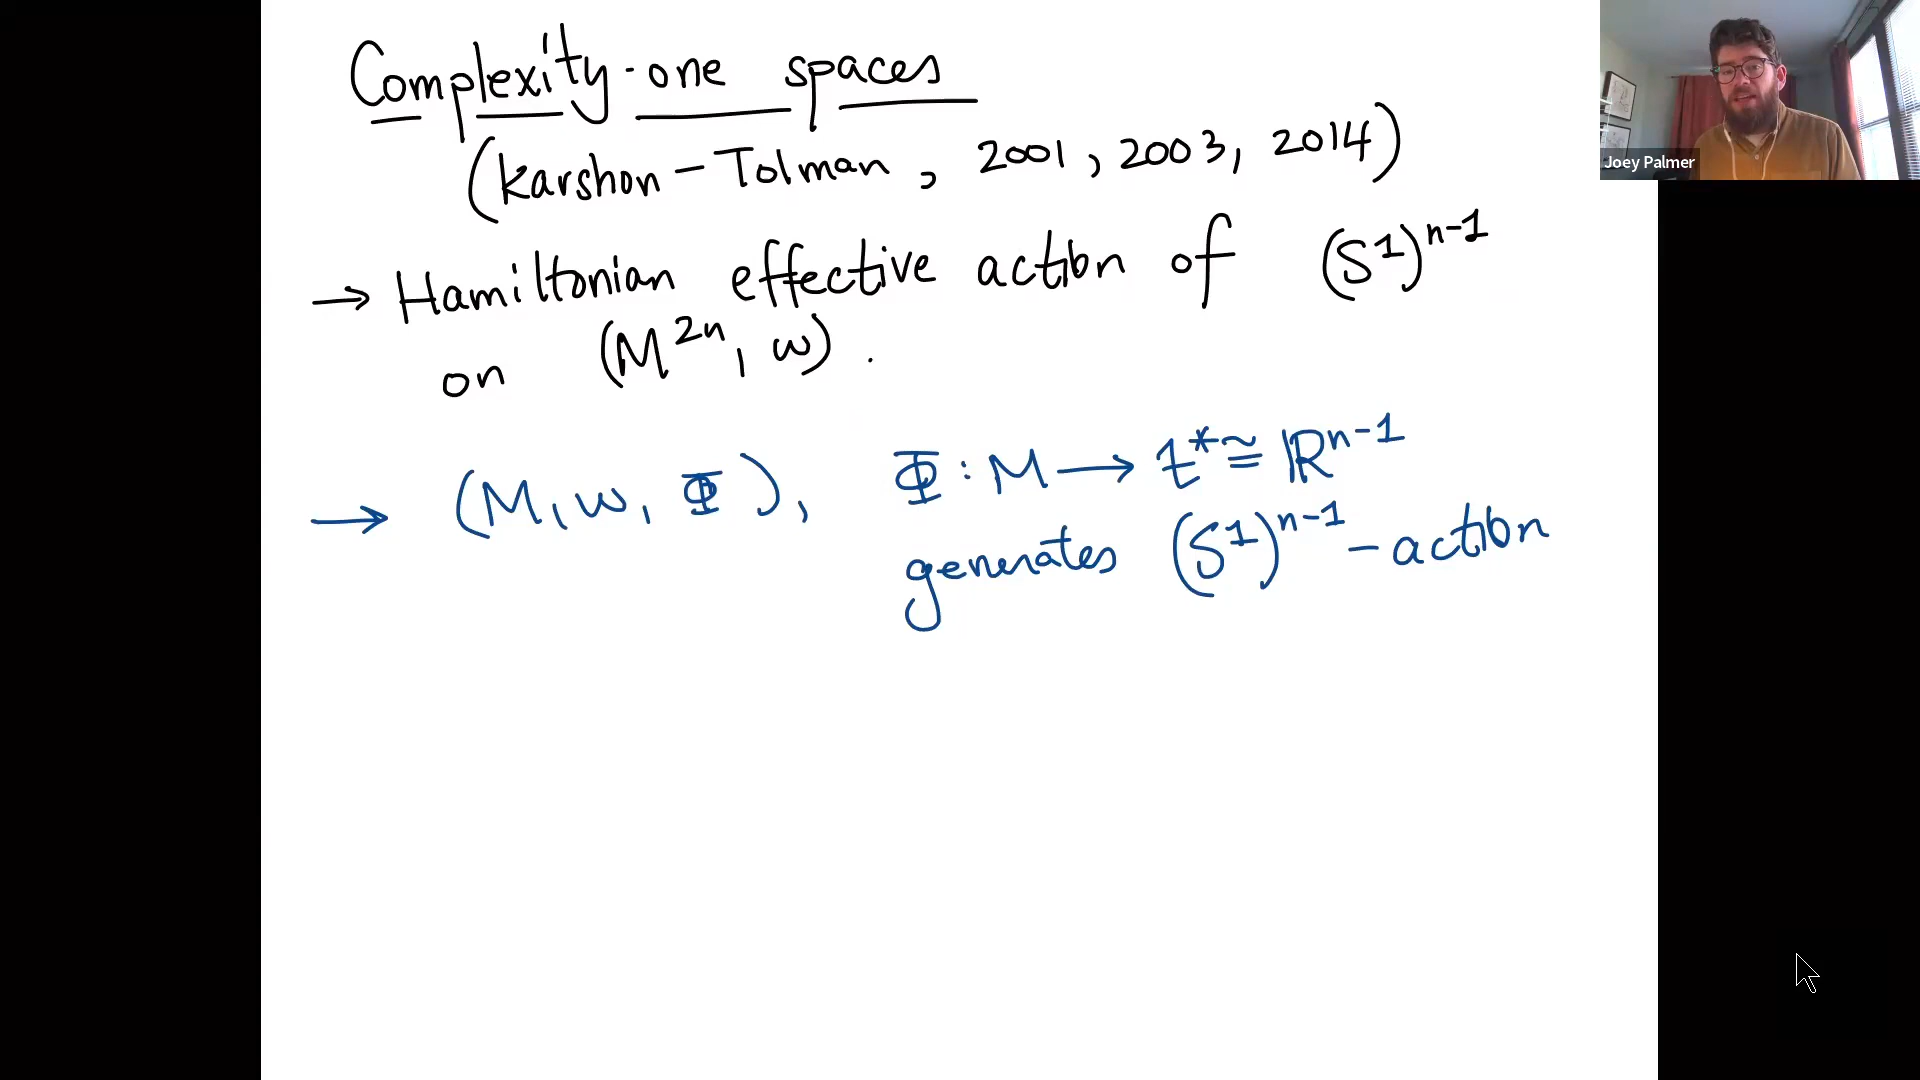 Complexity-one spaces
(Karshon – Tolman, 2001, 2003, 2014)
→ Hamiltonian effective action of (S¹)ⁿ⁻¹
on (M²ⁿ, ω).
→ (M, ω, Φ), Φ : M → t* ≅ ℝⁿ⁻¹
generates (S¹)ⁿ⁻¹ – action
Joey Palmer